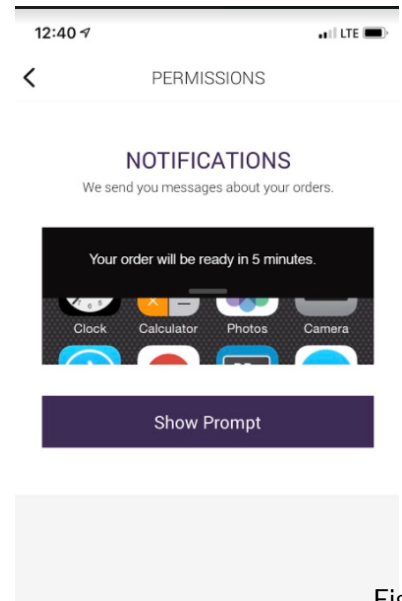 12:40
LTE
PERMISSIONS
NOTIFICATIONS
We send you messages about your orders.
Your order will be ready in 5 minutes.
Clock Calculator Photos Camera
Show Prompt